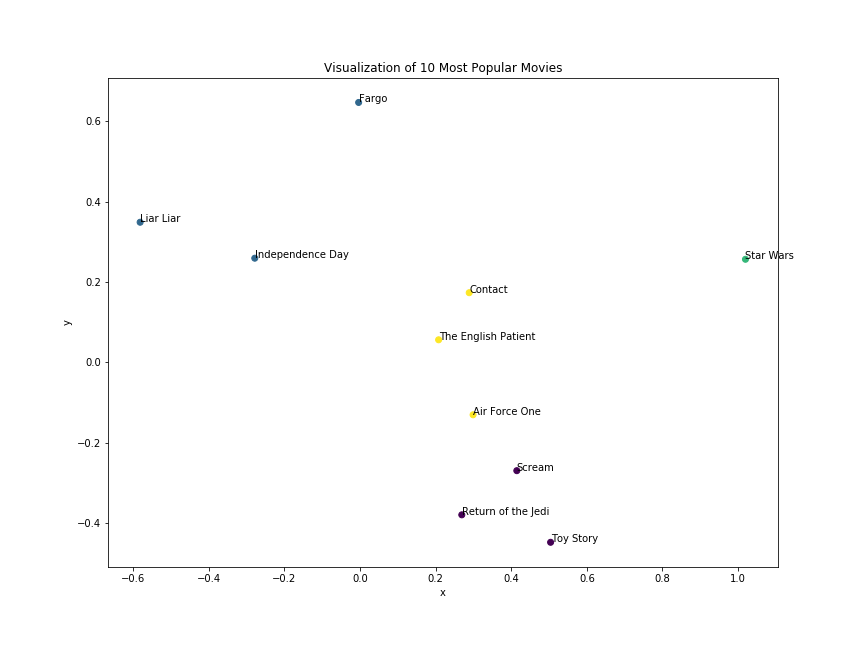 Visualization of 10 Most Popular Movies
Fargo
Liar Liar
Independence Day
Star Wars
Contact
The English Patient
Air Force One
Scream
Return of the Jedi
Toy Story
y
0.6
0.4
0.2
0.0
−0.2
−0.4
−0.6
−0.4
−0.2
0.0
0.2
0.4
0.6
0.8
1.0
x